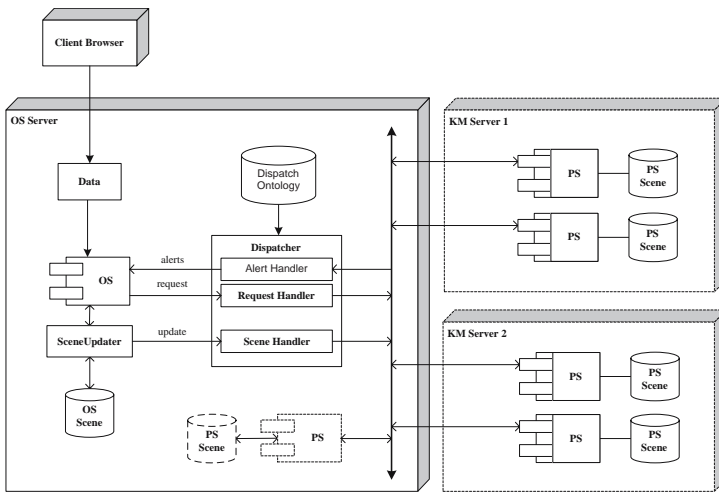 Client Browser
OS Server
Data
Dispatch
Ontology
Dispatcher
alerts
Alert Handler
OS
request
Request Handler
SceneUpdater
update
Scene Handler
OS
Scene
PS
Scene
PS
KM Server 1
PS
PS
Scene
PS
PS
Scene
KM Server 2
PS
PS
Scene
PS
PS
Scene